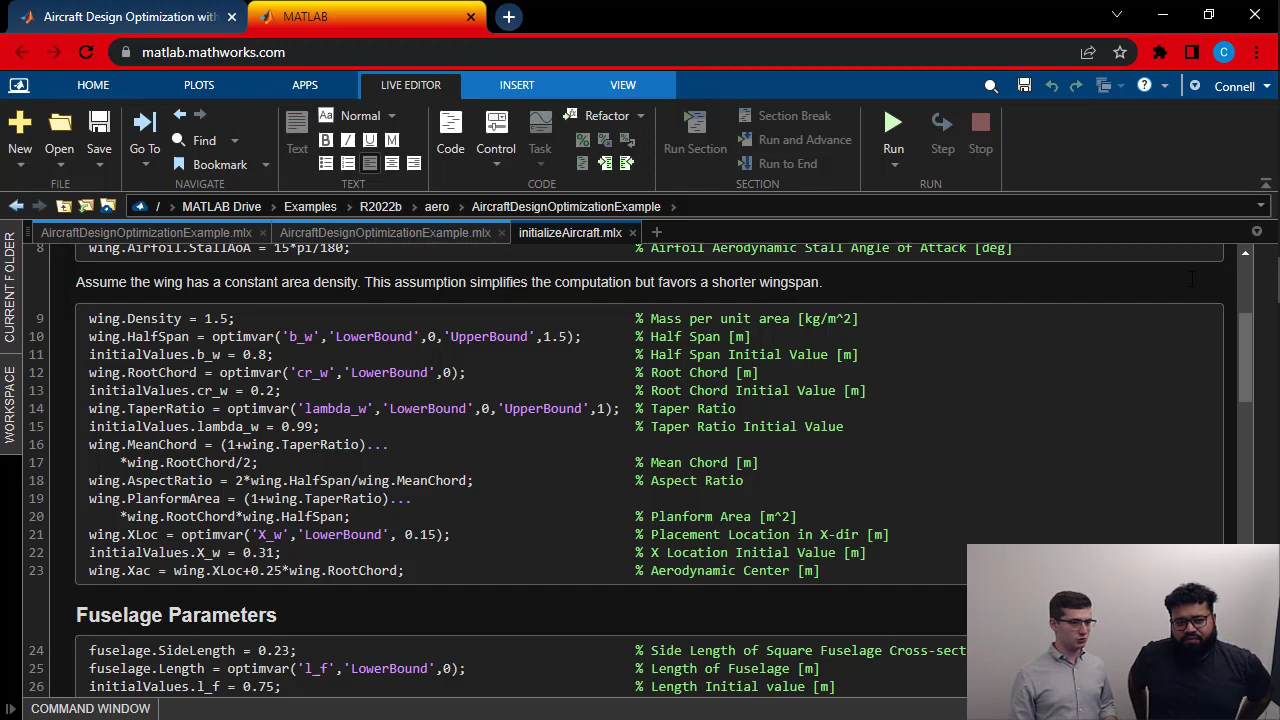 Aircraft Design Optimization with
MATLAB
matlab.mathworks.com
C
HOME
PLOTS
APPS
LIVE EDITOR
INSERT
VIEW
Connell
New
Open
Save
FILE
Go To
Find
Bookmark
NAVIGATE
Text
Aa Normal
B I U M
TEXT
Code
Control
Task
Refactor
CODE
Run Section
Section Break
Run and Advance
Run to End
SECTION
Run
Step
Stop
RUN
/ MATLAB Drive Examples R2022b aero AircraftDesignOptimizationExample
AircraftDesignOptimizationExample.mlx
AircraftDesignOptimizationExample.mlx
initializeAircraft.mlx
CURRENT FOLDER
WORKSPACE
8 wing.Airfoil.StallAoA = 15*pi/180; % Airfoil Aerodynamic Stall Angle of Attack [deg]
Assume the wing has a constant area density. This assumption simplifies the computation but favors a shorter wingspan.
9 wing.Density = 1.5; % Mass per unit area [kg/m^2]
10 wing.HalfSpan = optimvar('b_w','LowerBound',0,'UpperBound',1.5); % Half Span [m]
11 initialValues.b_w = 0.8; % Half Span Initial Value [m]
12 wing.RootChord = optimvar('cr_w','LowerBound',0); % Root Chord [m]
13 initialValues.cr_w = 0.2; % Root Chord Initial Value [m]
14 wing.TaperRatio = optimvar('lambda_w','LowerBound',0,'UpperBound',1); % Taper Ratio
15 initialValues.lambda_w = 0.99; % Taper Ratio Initial Value
16 wing.MeanChord = (1+wing.TaperRatio)...
17 *wing.RootChord/2; % Mean Chord [m]
18 wing.AspectRatio = 2*wing.HalfSpan/wing.MeanChord; % Aspect Ratio
19 wing.PlanformArea = (1+wing.TaperRatio)...
20 *wing.RootChord*wing.HalfSpan; % Planform Area [m^2]
21 wing.XLoc = optimvar('X_w','LowerBound', 0.15); % Placement Location in X-dir [m]
22 initialValues.X_w = 0.31; % X Location Initial Value [m]
23 wing.Xac = wing.XLoc+0.25*wing.RootChord; % Aerodynamic Center [m]
Fuselage Parameters
24 fuselage.SideLength = 0.23; % Side Length of Square Fuselage Cross-sect
25 fuselage.Length = optimvar('l_f','LowerBound',0); % Length of Fuselage [m]
26 initialValues.l_f = 0.75; % Length Initial value [m]
COMMAND WINDOW